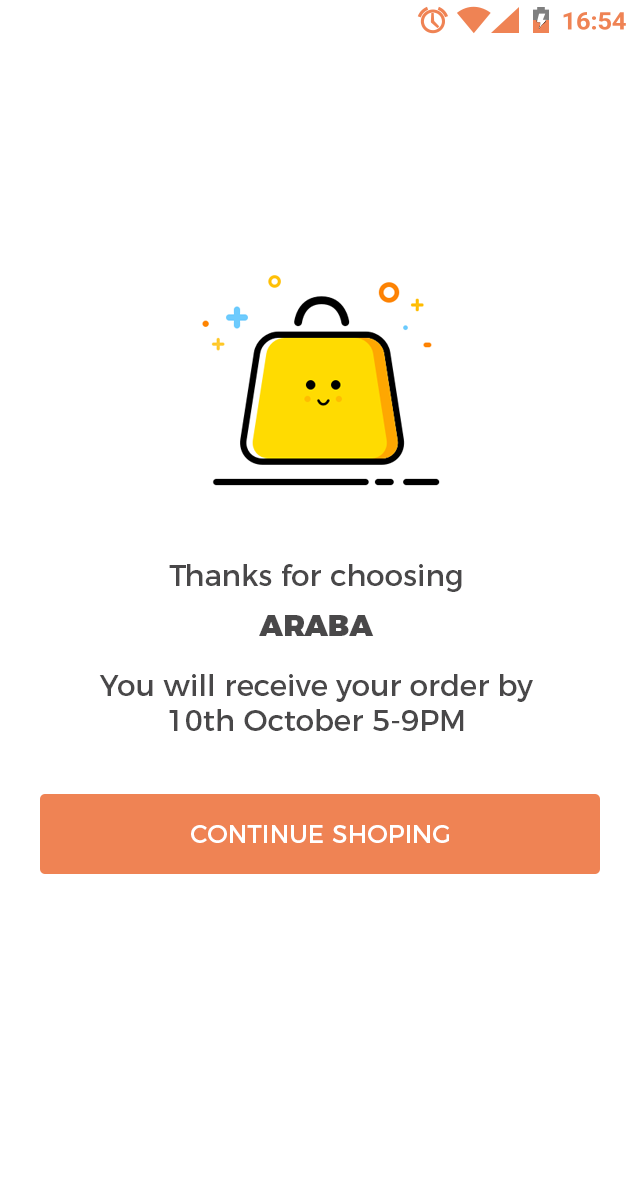 16:54
Thanks for choosing
ARABA
You will receive your order by
10th October 5-9PM
CONTINUE SHOPING